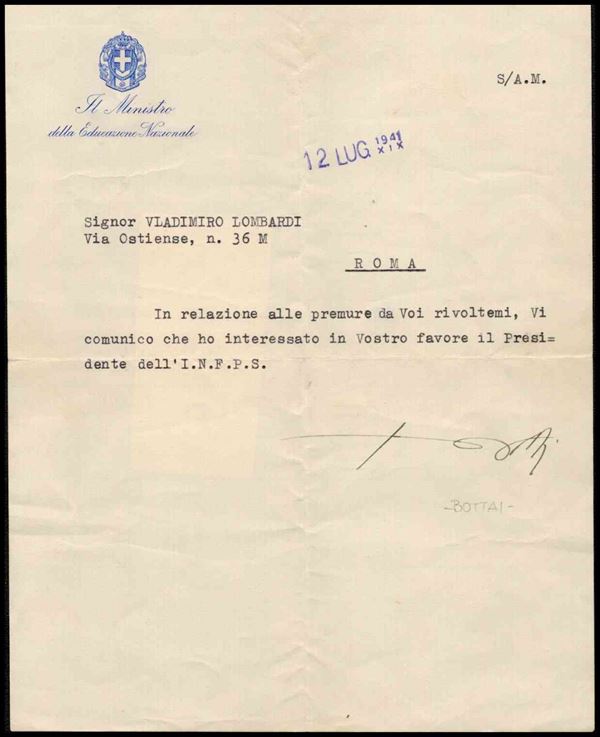 S/A.M.
Il Ministro
della Educazione Nazionale
12 LUG 1941 XIX
Signor VLADIMIRO LOMBARDI
Via Ostiense, n. 36 M
ROMA
In relazione alle premure da Voi rivoltemi, Vi
comunico che ho interessato in Vostro favore il Presi=
dente dell'I.N.F.P.S.
-BOTTAI-